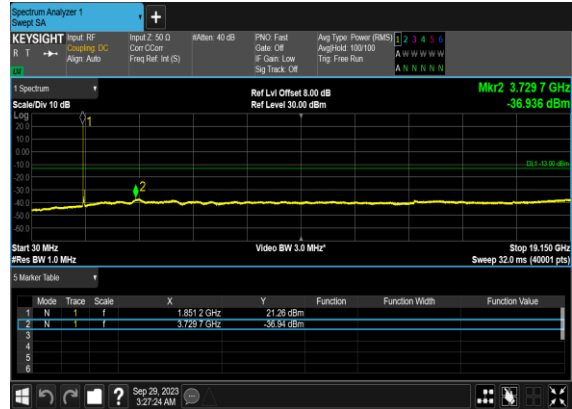 Spectrum Analyzer 1
Swept SA
+
KEYSIGHT Input: RF Input Z: 50 Ω #Atten: 40 dB PNO: Fast Avg Type: Power (RMS) 1 2 3 4 5 6
R T Coupling: DC Corr CCorr Gate: Off Avg|Hold: 100/100 A W W W W W
Align: Auto Freq Ref: Int (S) IF Gain: Low Trig: Free Run
Sig Track: Off A N N N N N
1 Spectrum Ref Lvl Offset 8.00 dB Mkr2 3.729 7 GHz
Scale/Div 10 dB Ref Level 30.00 dBm -36.936 dBm
Log
1
20.0
10.0
0.00
-10.0 DL1 -13.00 dBm
-20.0
-30.0 2
-40.0
-50.0
-60.0
Start 30 MHz Video BW 3.0 MHz* Stop 19.150 GHz
#Res BW 1.0 MHz Sweep 32.0 ms (40001 pts)
5 Marker Table
Mode Trace Scale X Y Function Function Width Function Value
1 N 1 f 1.851 2 GHz 21.26 dBm
2 N 1 f 3.729 7 GHz -36.94 dBm
3
4
5
6
? Sep 29, 2023
3:27:24 AM